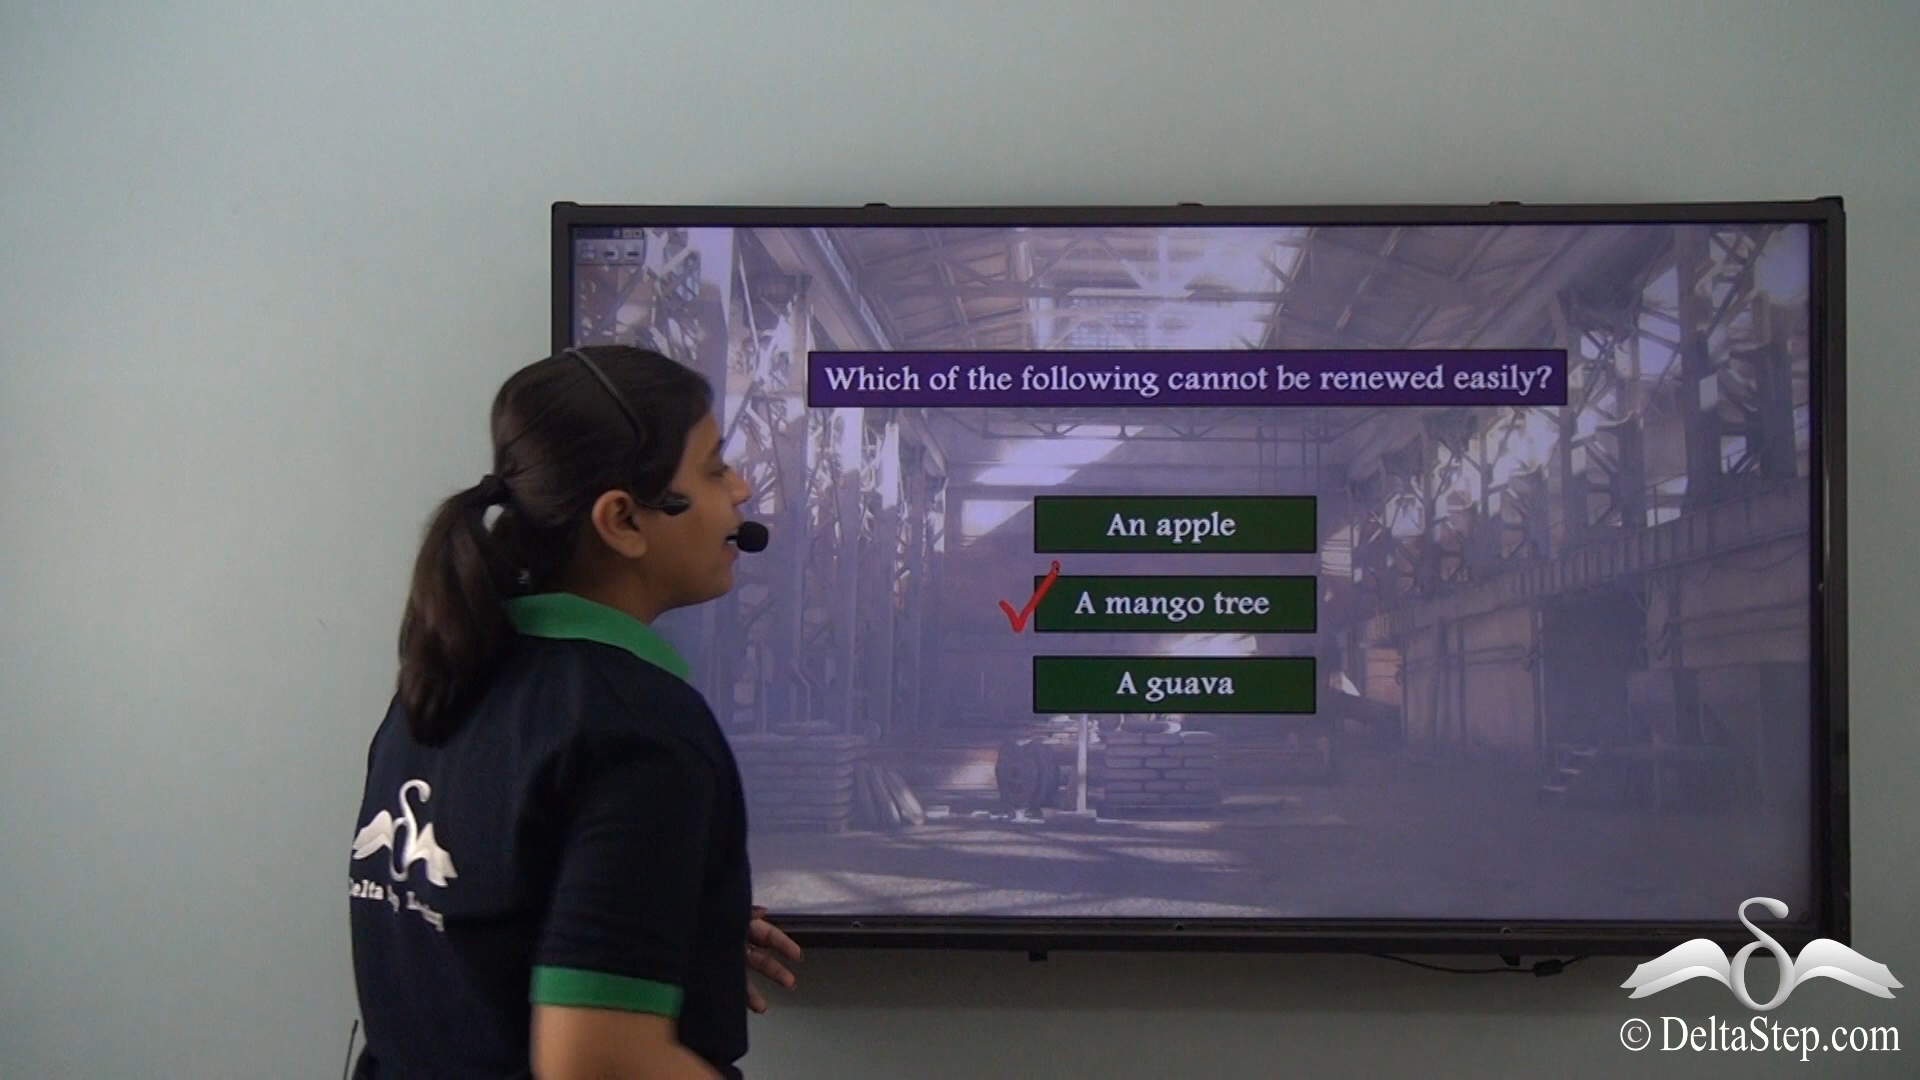 Which of the following cannot be renewed easily?
An apple
A mango tree
A guava
© DeltaStep.com